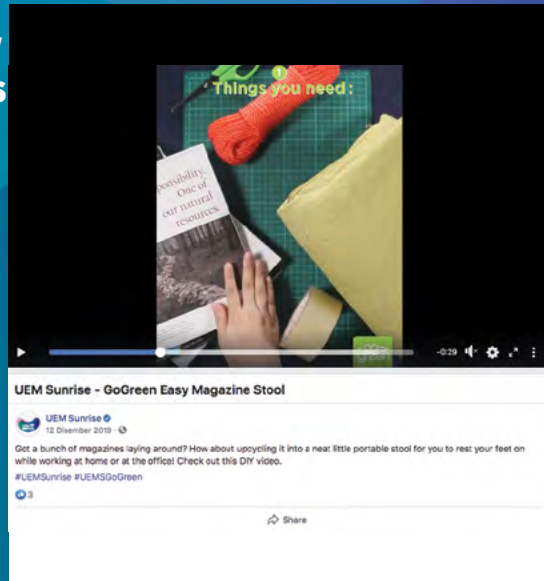 s
1
Things you need :
ponsibility.
One of
our natural
resources.
-0:29
UEM Sunrise - GoGreen Easy Magazine Stool
UEM Sunrise
12 Disember 2019
Got a bunch of magazines laying around? How about upcycling it into a neat little portable stool for you to rest your feet on
while working at home or at the office! Check out this DIY video.
#UEMSunrise #UEMSGoGreen
3
Share